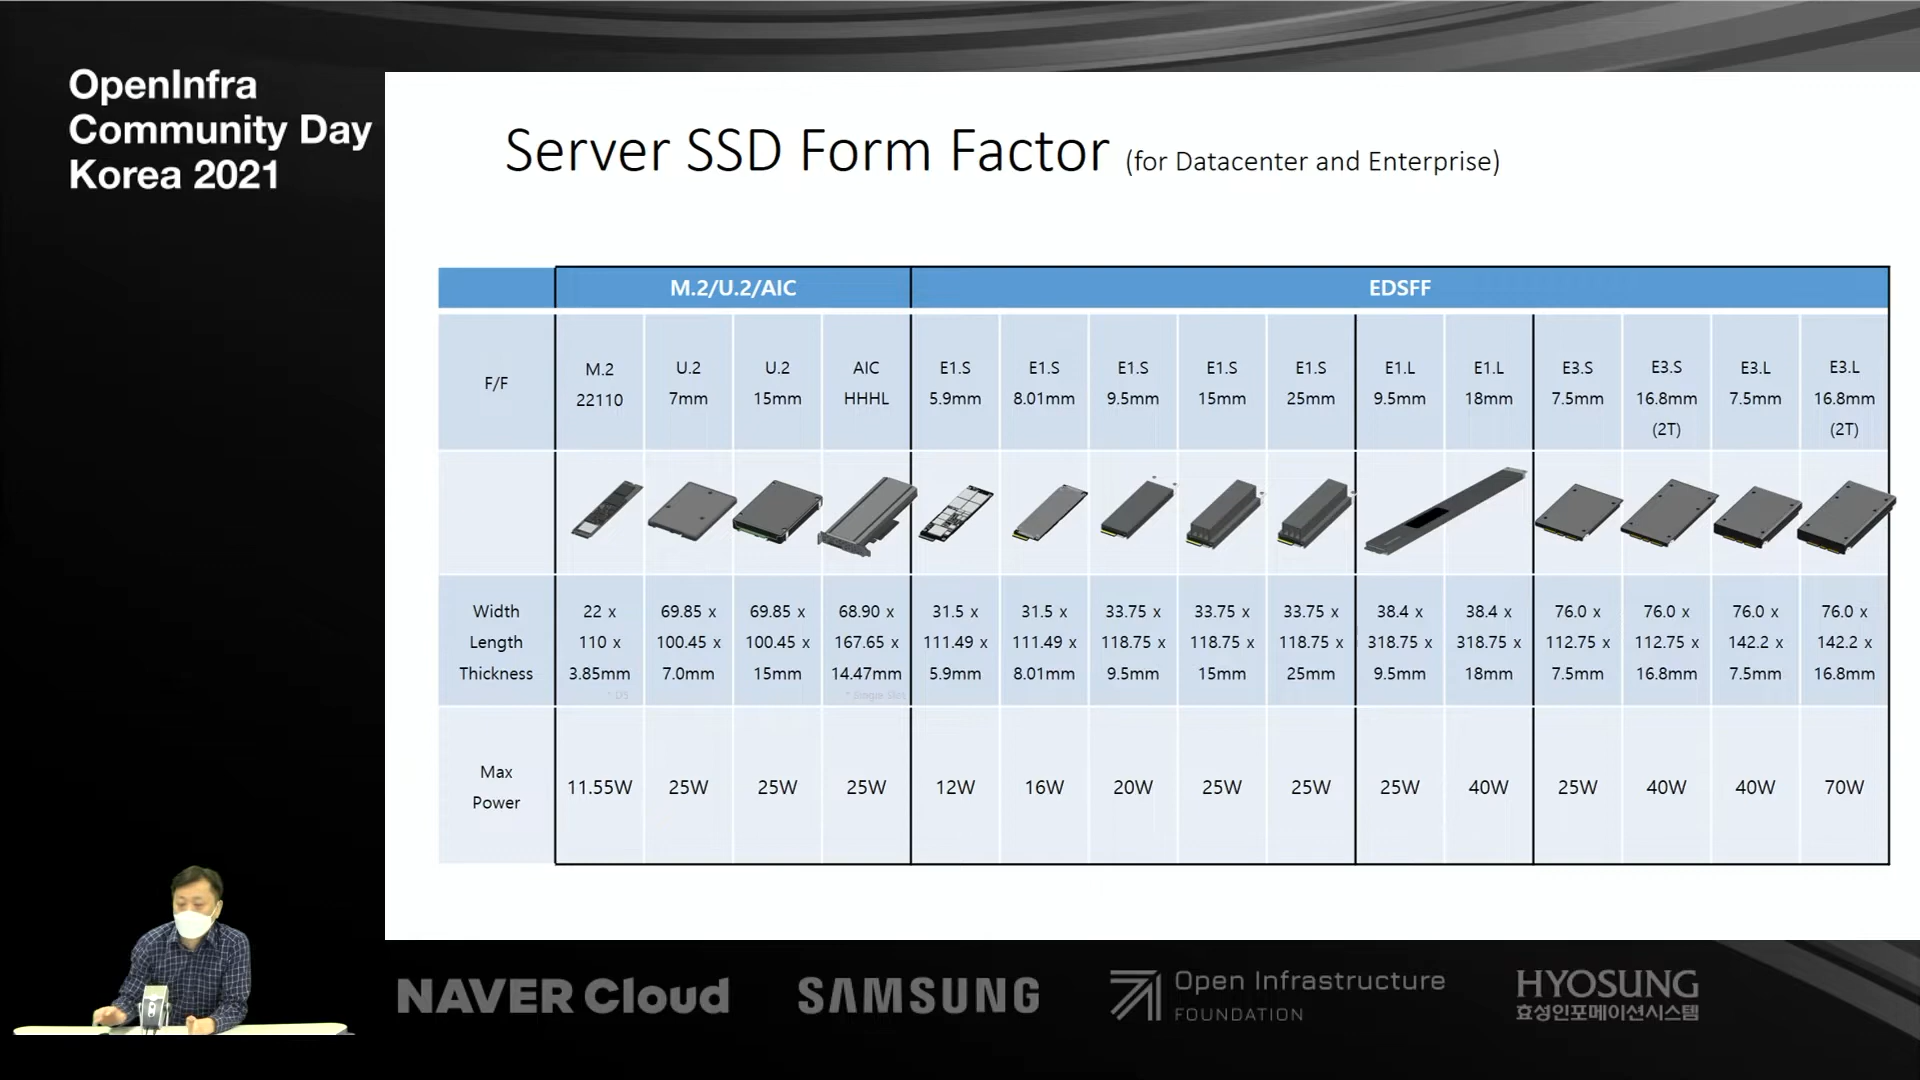 OpenInfra
Community Day
Korea 2021
Server SSD Form Factor (for Datacenter and Enterprise)
M.2/U.2/AIC EDSFF
F/F
M.2
22110
U.2
7mm
U.2
15mm
AIC
HHHL
E1.S
5.9mm
E1.S
8.01mm
E1.S
9.5mm
E1.S
15mm
E1.S
25mm
E1.L
9.5mm
E1.L
18mm
E3.S
7.5mm
E3.S
16.8mm
(2T)
E3.L
7.5mm
E3.L
16.8mm
(2T)
Width
Length
Thickness
22 x
110 x
3.85mm
* D5
69.85 x
100.45 x
7.0mm
69.85 x
100.45 x
15mm
68.90 x
167.65 x
14.47mm
* Single Slot
31.5 x
111.49 x
5.9mm
31.5 x
111.49 x
8.01mm
33.75 x
118.75 x
9.5mm
33.75 x
118.75 x
15mm
33.75 x
118.75 x
25mm
38.4 x
318.75 x
9.5mm
38.4 x
318.75 x
18mm
76.0 x
112.75 x
7.5mm
76.0 x
112.75 x
16.8mm
76.0 x
142.2 x
7.5mm
76.0 x
142.2 x
16.8mm
Max
Power
11.55W
25W
25W
25W
12W
16W
20W
25W
25W
25W
40W
25W
40W
40W
70W
NAVER Cloud
SAMSUNG
Open Infrastructure
FOUNDATION
HYOSUNG
효성인포메이션시스템